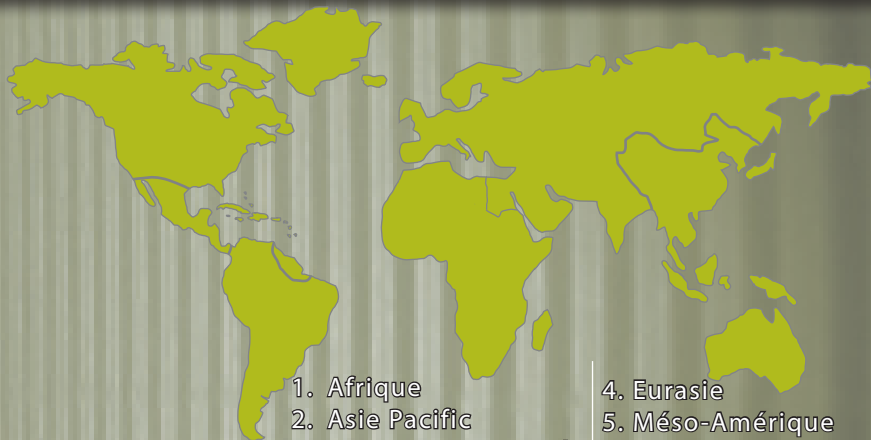 1. Afrique
2. Asie Pacific
4. Eurasie
5. Méso-Amérique